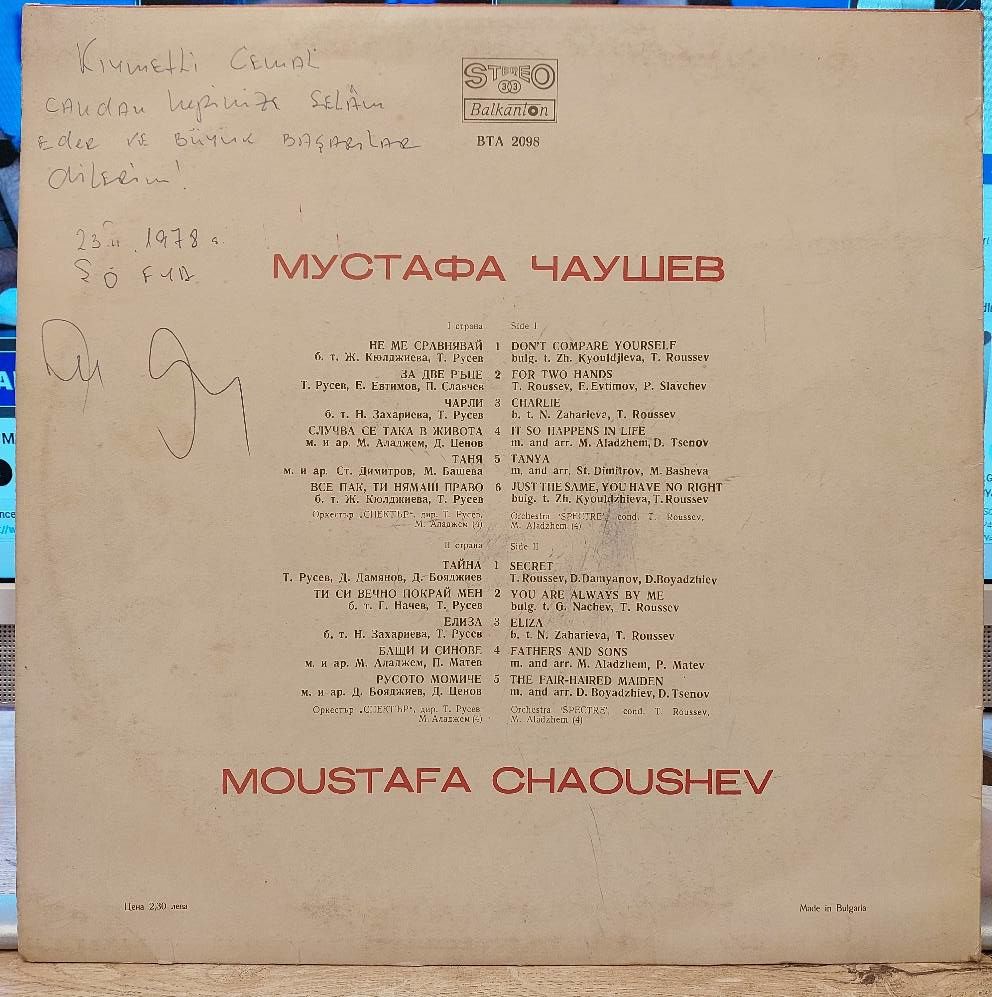 Kıymetli Cemal
CANDAN hepinize SELÂM
EDER VE BÜYÜK BAŞARILAR
dilerim!
23.II.1978 г.
SOFYA
STEREO
33
Balkanton
ВТА 2098
МУСТАФА ЧАУШЕВ
I страна Side I
НЕ МЕ СРАВНЯВАЙ 1 DON'T COMPARE YOURSELF
б. т. Ж. Кюлджиева, Т. Русев bulg. t. Zh. Kyouldjieva, T. Roussev
ЗА ДВЕ РЪЦЕ 2 FOR TWO HANDS
Т. Русев, Е. Евтимов, П. Славчев T. Roussev, E. Evtimov, P. Slavchev
ЧАРЛИ 3 CHARLIE
б. т. Н. Захариева, Т. Русев b. t. N. Zaharieva, T. Roussev
СЛУЧВА СЕ ТАКА В ЖИВОТА 4 IT SO HAPPENS IN LIFE
м. и ар. М. Аладжем, Д. Ценов m. and arr. M. Aladzhem, D. Tsenov
ТАНЯ 5 TANYA
м. и ар. Ст. Димитров, М. Башева m. and arr. St. Dimitrov, M. Basheva
ВСЕ ПАК, ТИ НЯМАШ ПРАВО 6 JUST THE SAME, YOU HAVE NO RIGHT
б. т. Ж. Кюлджиева, Т. Русев bulg. t. Zh. Kyouldzhieva, T. Roussev
Оркестър „СПЕКТЪР“, дир. Т. Русев, Orchestra 'SPECTRE', cond. T. Roussev,
М. Аладжем (4) M. Aladzhem (4)
II страна Side II
ТАЙНА 1 SECRET
Т. Русев, Д. Дамянов, Д. Бояджиев T. Roussev, D. Damyanov, D. Boyadzhiev
ТИ СИ ВЕЧНО ПОКРАЙ МЕН 2 YOU ARE ALWAYS BY ME
б. т. Г. Начев, Т. Русев bulg. t. G. Nachev, T. Roussev
ЕЛИЗА 3 ELIZA
б. т. Н. Захариева, Т. Русев b. t. N. Zaharieva, T. Roussev
БАЩИ И СИНОВЕ 4 FATHERS AND SONS
м. и ар. М. Аладжем, П. Матев m. and arr. M. Aladzhem, P. Matev
РУСОТО МОМИЧЕ 5 THE FAIR-HAIRED MAIDEN
м. и ар. Д. Бояджиев, Д. Ценов m. and arr. D. Boyadzhiev, D. Tsenov
Оркестър „СПЕКТЪР“, дир. Т. Русев Orchestra 'SPECTRE', cond. T. Roussev,
М. Аладжем (4) M. Aladzhem (4)
MOUSTAFA CHAOUSHEV
Цена 2,30 лева Made in Bulgaria